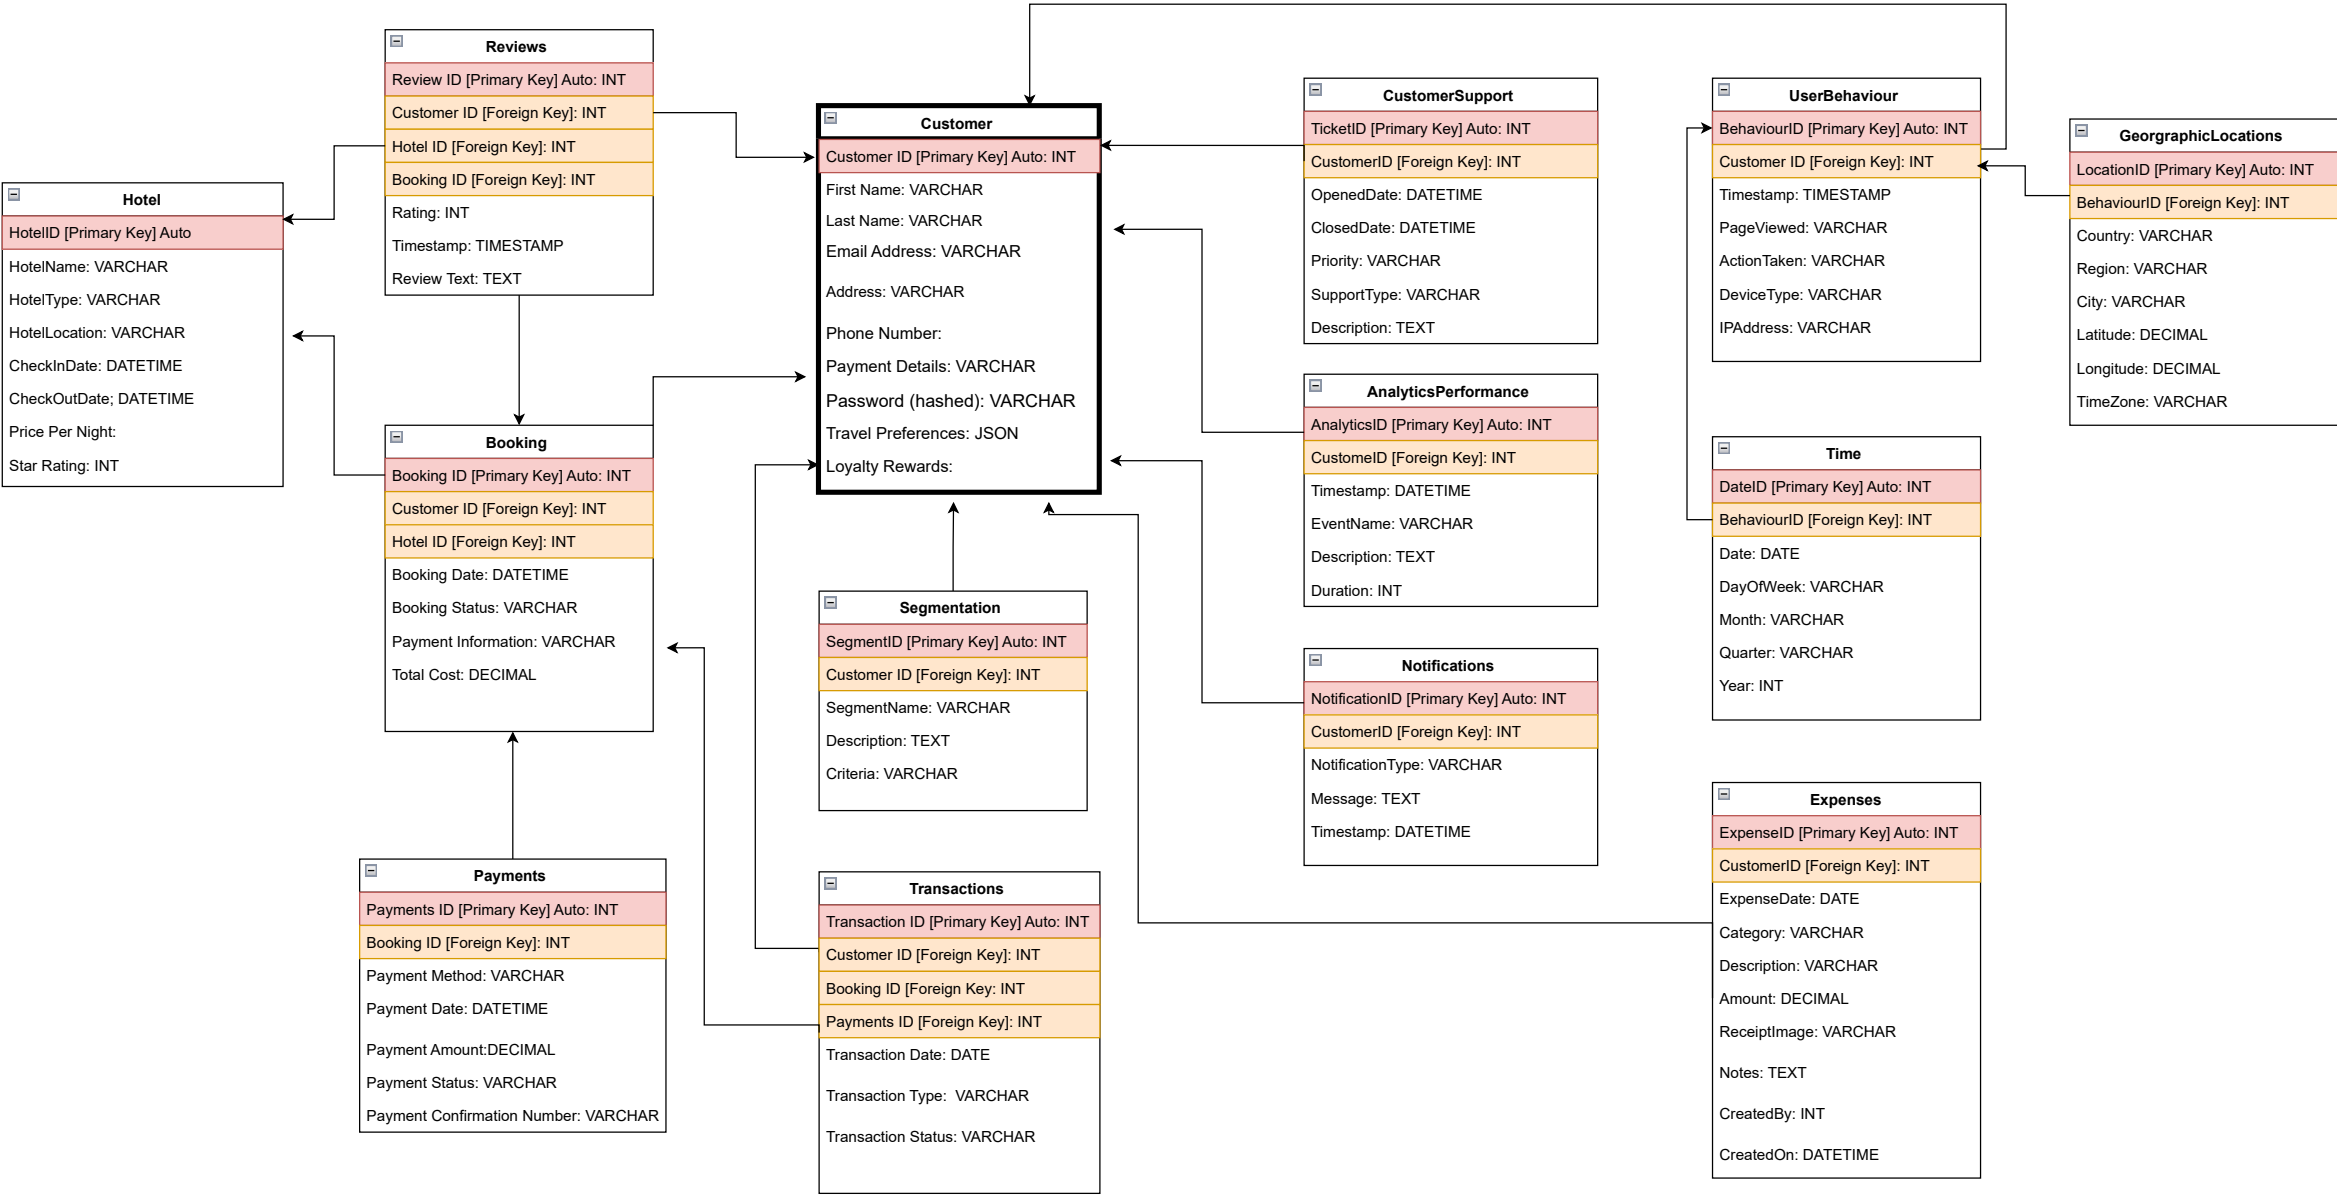 Reviews
Review ID [Primary Key] Auto: INT
Customer ID [Foreign Key]: INT
Hotel ID [Foreign Key]: INT
Booking ID [Foreign Key]: INT
Rating: INT
Timestamp: TIMESTAMP
Review Text: TEXT
Hotel
HotelID [Primary Key] Auto
HotelName: VARCHAR
HotelType: VARCHAR
HotelLocation: VARCHAR
CheckInDate: DATETIME
CheckOutDate; DATETIME
Price Per Night:
Star Rating: INT
Booking
Booking ID [Primary Key] Auto: INT
Customer ID [Foreign Key]: INT
Hotel ID [Foreign Key]: INT
Booking Date: DATETIME
Booking Status: VARCHAR
Payment Information: VARCHAR
Total Cost: DECIMAL
Payments
Payments ID [Primary Key] Auto: INT
Booking ID [Foreign Key]: INT
Payment Method: VARCHAR
Payment Date: DATETIME
Payment Amount:DECIMAL
Payment Status: VARCHAR
Payment Confirmation Number: VARCHAR
Customer
Customer ID [Primary Key] Auto: INT
First Name: VARCHAR
Last Name: VARCHAR
Email Address: VARCHAR
Address: VARCHAR
Phone Number:
Payment Details: VARCHAR
Password (hashed): VARCHAR
Travel Preferences: JSON
Loyalty Rewards:
Segmentation
SegmentID [Primary Key] Auto: INT
Customer ID [Foreign Key]: INT
SegmentName: VARCHAR
Description: TEXT
Criteria: VARCHAR
Transactions
Transaction ID [Primary Key] Auto: INT
Customer ID [Foreign Key]: INT
Booking ID [Foreign Key: INT
Payments ID [Foreign Key]: INT
Transaction Date: DATE
Transaction Type:  VARCHAR
Transaction Status: VARCHAR
CustomerSupport
TicketID [Primary Key] Auto: INT
CustomerID [Foreign Key]: INT
OpenedDate: DATETIME
ClosedDate: DATETIME
Priority: VARCHAR
SupportType: VARCHAR
Description: TEXT
AnalyticsPerformance
AnalyticsID [Primary Key] Auto: INT
CustomeID [Foreign Key]: INT
Timestamp: DATETIME
EventName: VARCHAR
Description: TEXT
Duration: INT
Notifications
NotificationID [Primary Key] Auto: INT
CustomerID [Foreign Key]: INT
NotificationType: VARCHAR
Message: TEXT
Timestamp: DATETIME
UserBehaviour
BehaviourID [Primary Key] Auto: INT
Customer ID [Foreign Key]: INT
Timestamp: TIMESTAMP
PageViewed: VARCHAR
ActionTaken: VARCHAR
DeviceType: VARCHAR
IPAddress: VARCHAR
Time
DateID [Primary Key] Auto: INT
BehaviourID [Foreign Key]: INT
Date: DATE
DayOfWeek: VARCHAR
Month: VARCHAR
Quarter: VARCHAR
Year: INT
Expenses
ExpenseID [Primary Key] Auto: INT
CustomerID [Foreign Key]: INT
ExpenseDate: DATE
Category: VARCHAR
Description: VARCHAR
Amount: DECIMAL
ReceiptImage: VARCHAR
Notes: TEXT
CreatedBy: INT
CreatedOn: DATETIME
GeorgraphicLocations
LocationID [Primary Key] Auto: INT
BehaviourID [Foreign Key]: INT
Country: VARCHAR
Region: VARCHAR
City: VARCHAR
Latitude: DECIMAL
Longitude: DECIMAL
TimeZone: VARCHAR